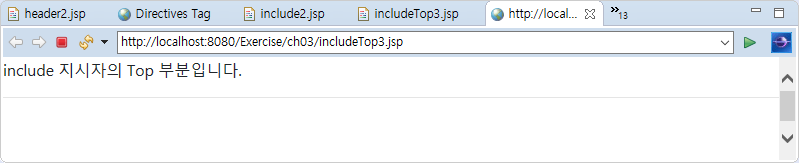 header2.jsp Directives Tag include2.jsp includeTop3.jsp http://local... 13
http://localhost:8080/Exercise/ch03/includeTop3.jsp
include 지시자의 Top 부분입니다.